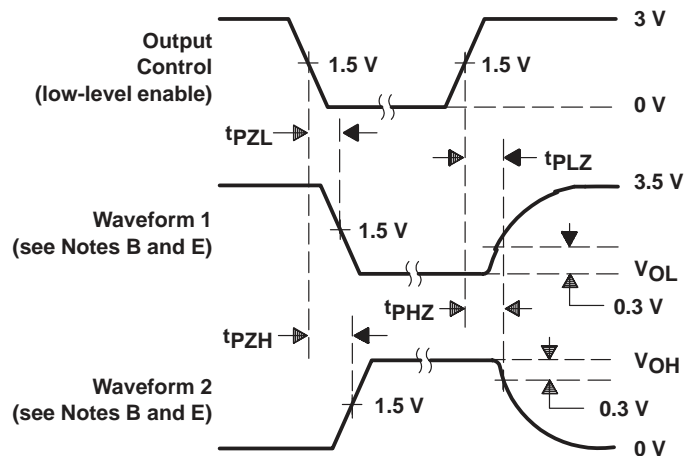 Output
Control
(low-level enable)
1.5 V
1.5 V
3 V
0 V
tPZL
tPLZ
Waveform 1
(see Notes B and E)
1.5 V
3.5 V
VOL
0.3 V
tPZH
tPHZ
Waveform 2
(see Notes B and E)
1.5 V
VOH
0.3 V
0 V